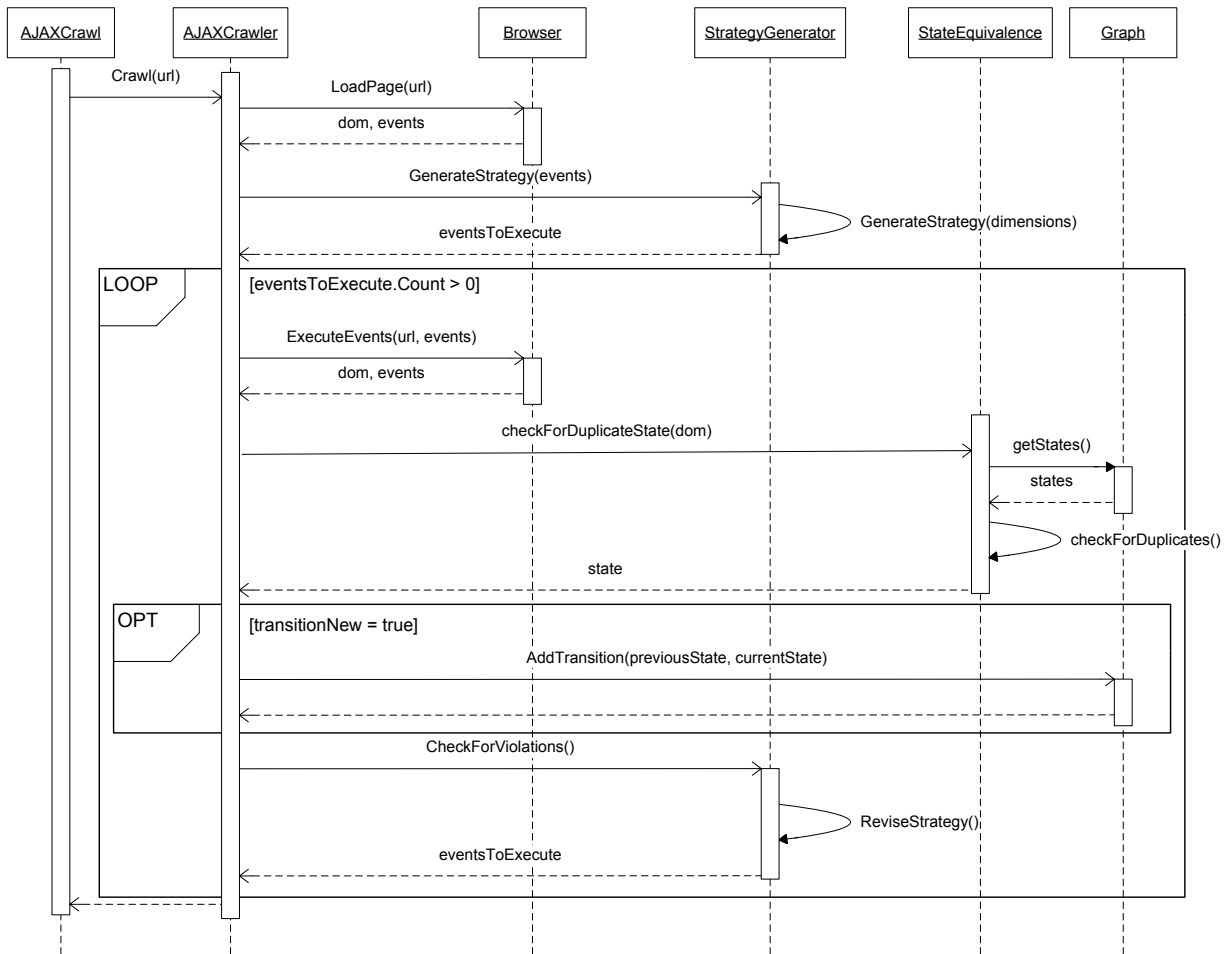 AJAXCrawl
AJAXCrawler
Browser
StrategyGenerator
StateEquivalence
Graph
Crawl(url)
LoadPage(url)
dom, events
GenerateStrategy(events)
GenerateStrategy(dimensions)
eventsToExecute
LOOP
[eventsToExecute.Count > 0]
ExecuteEvents(url, events)
dom, events
checkForDuplicateState(dom)
getStates()
states
checkForDuplicates()
state
OPT
[transitionNew = true]
AddTransition(previousState, currentState)
CheckForViolations()
ReviseStrategy()
eventsToExecute